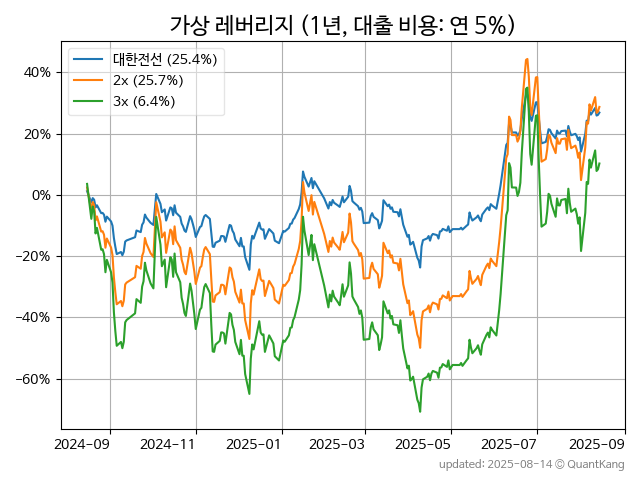 가상 레버리지 (1년, 대출 비용: 연 5%)
대한전선 (25.4%)
2x (25.7%)
3x (6.4%)
40%
20%
0%
−20%
−40%
−60%
2024-09 2024-11 2025-01 2025-03 2025-05 2025-07 2025-09
updated: 2025-08-14 © QuantKang